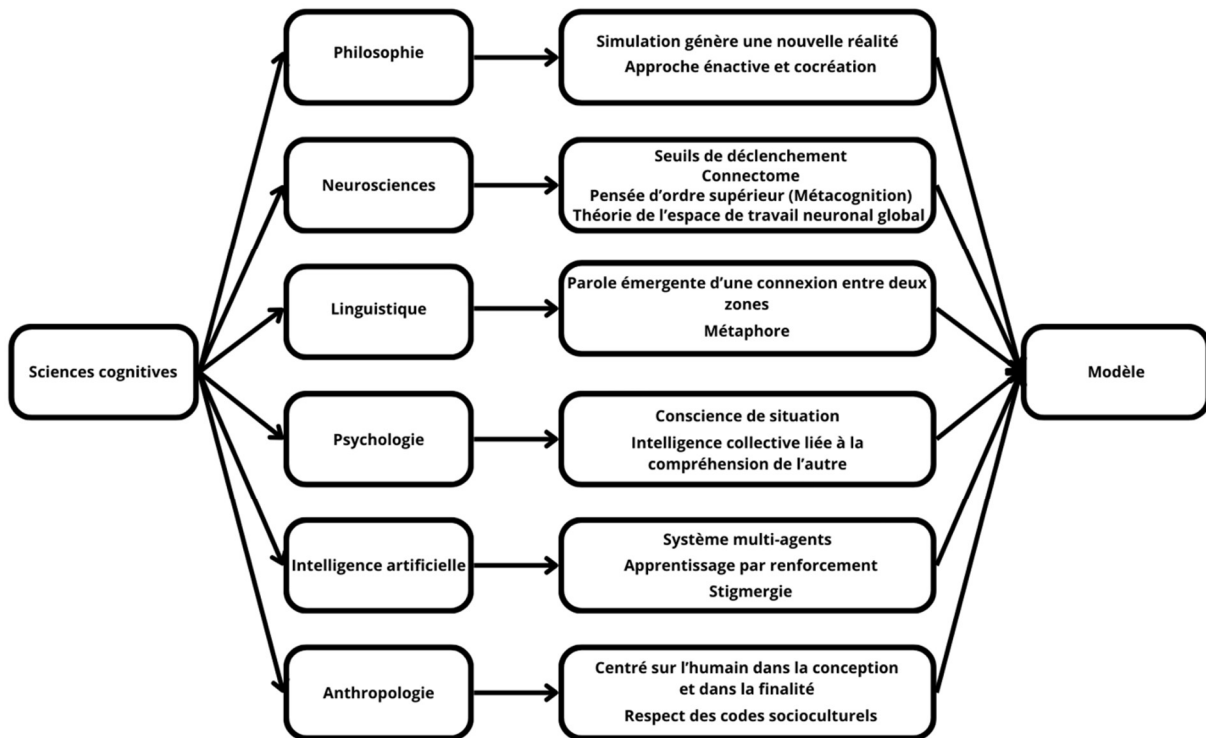 Philosophie
Simulation génère une nouvelle réalité
Approche énactive et cocréation
Neurosciences
Seuils de déclenchement
Connectome
Pensée d'ordre supérieur (Métacognition)
Théorie de l'espace de travail neuronal global
Linguistique
Parole émergente d'une connexion entre deux
zones
Métaphore
Sciences cognitives
Modèle
Psychologie
Conscience de situation
Intelligence collective liée à la
compréhension de l'autre
Intelligence artificielle
Système multi-agents
Apprentissage par renforcement
Stigmergie
Anthropologie
Centré sur l'humain dans la conception
et dans la finalité
Respect des codes socioculturels